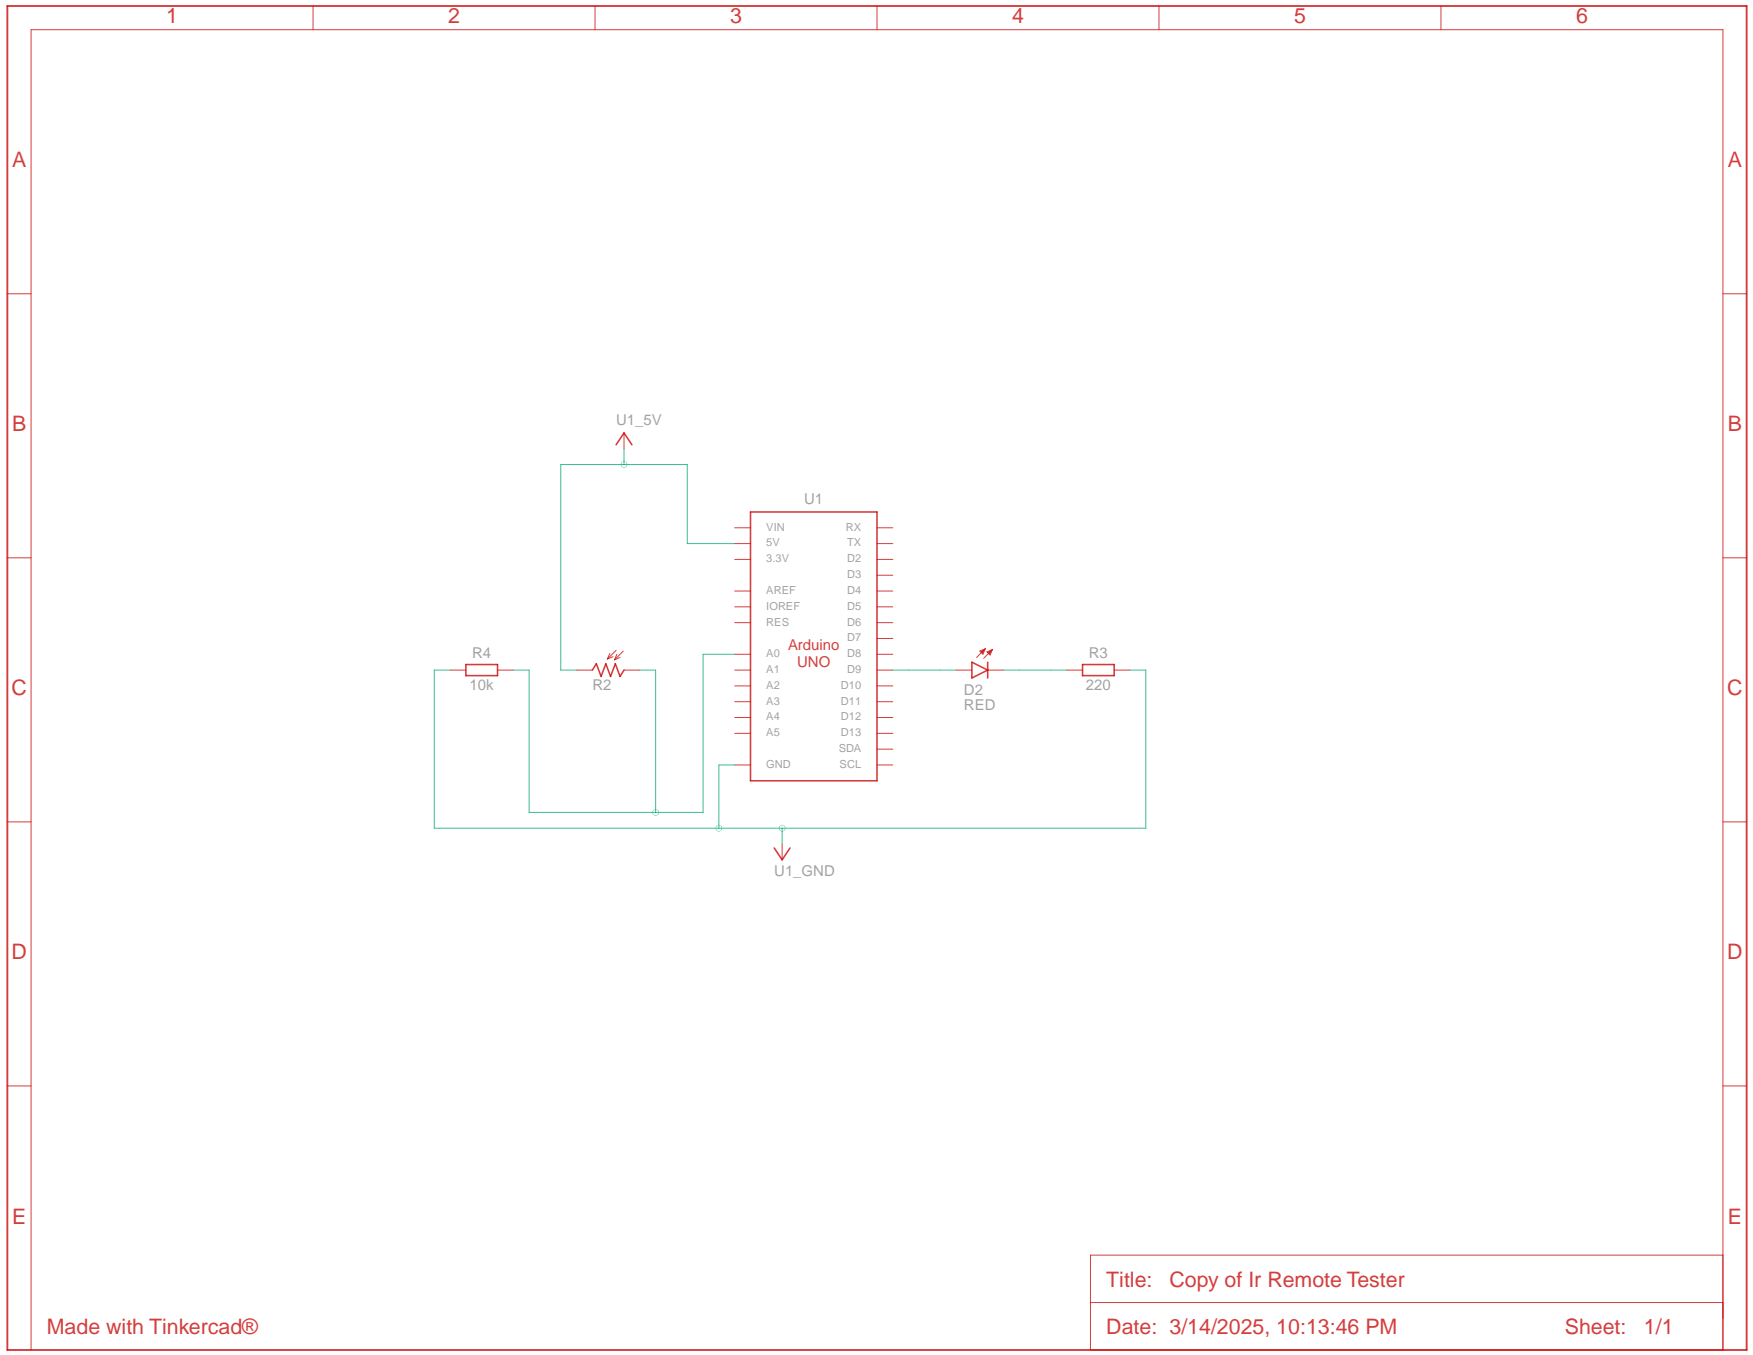 1 2 3 4 5 6
A A
B B
U1_5V
U1
VIN RX
5V TX
3.3V D2
D3
AREF D4
IOREF D5
RES D6
D7
Arduino
UNO
A0 D8
A1 D9
A2 D10
A3 D11
A4 D12
A5 D13
SDA
GND SCL
R4
10k
R2
D2
RED
R3
220
C C
U1_GND
D D
E E
Title: Copy of Ir Remote Tester
Date: 3/14/2025, 10:13:46 PM Sheet: 1/1
Made with Tinkercad®